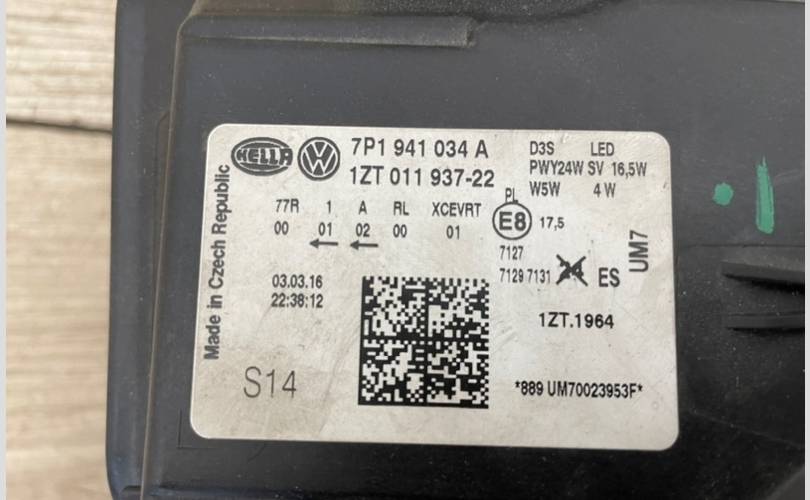 HELLA
7P1 941 034 A
1ZT 011 937-22
D3S LED
PWY24W SV 16,5W
W5W 4 W
77R 1 A RL XCEVRT
00 01 02 00 01
PL
E8 17,5
7127
7129 7131
ES
UM7
Made in Czech Republic
03.03.16
22:38:12
1ZT.1964
S14
*889 UM70023953F*